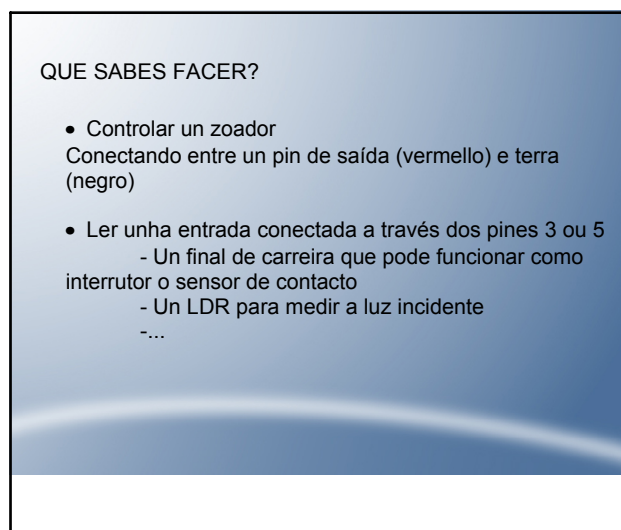 QUE SABES FACER?
• Controlar un zoador
Conectando entre un pin de saída (vermello) e terra
(negro)
• Ler unha entrada conectada a través dos pines 3 ou 5
- Un final de carreira que pode funcionar como
interrutor o sensor de contacto
- Un LDR para medir a luz incidente
-...